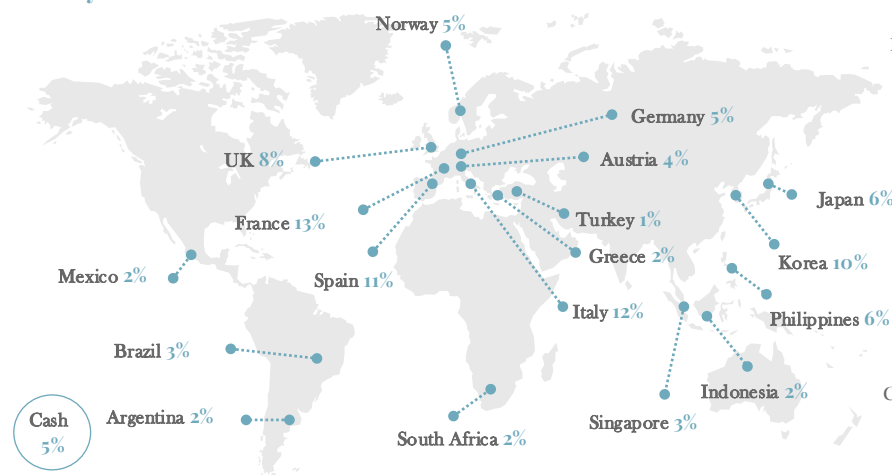 Norway 5%
Germany 5%
UK 8%
Austria 4%
Japan 6%
France 13%
Turkey 1%
Greece 2%
Korea 10%
Mexico 2%
Spain 11%
Italy 12%
Philippines 6%
Brazil 3%
Indonesia 2%
Cash
5%
Argentina 2%
Singapore 3%
South Africa 2%